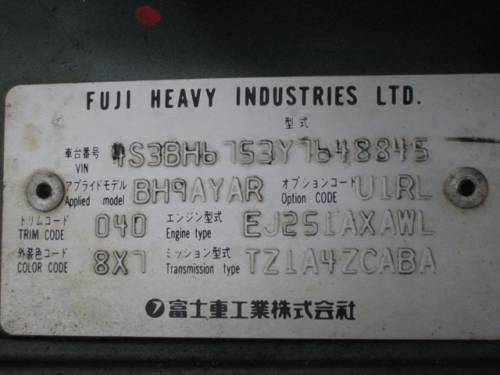 FUJI HEAVY INDUSTRIES LTD.
型式
車台番号 VIN 4S3BH6753Y7648845
アプライドモデル Applied model BH9AYAR オプションコード Option CODE U1RL
トリムコード TRIM CODE 040 エンジン型式 Engine type EJ251AXAWL
外装色コード COLOR CODE 8X7 ミッション型式 Transmission type TZ1A4ZCABA
富士重工業株式会社